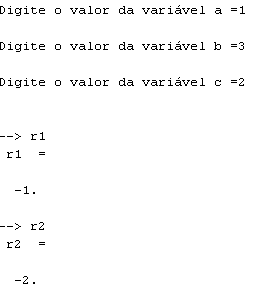 Digite o valor da variável a =1
Digite o valor da variável b =3
Digite o valor da variável c =2
--> r1
r1  =
-1.
--> r2
r2  =
-2.